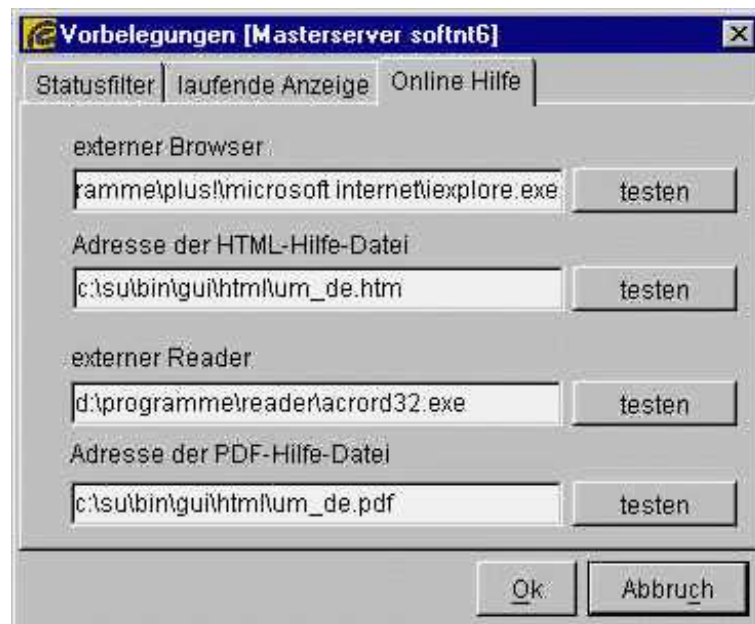 Vorbelegungen [Masterserver softnt6]
Statusfilter laufende Anzeige Online Hilfe
externer Browser
ramme\plus!\microsoft internet\iexplore.exe testen
Adresse der HTML-Hilfe-Datei
c:\su\bin\gui\html\um_de.htm testen
externer Reader
d:\programme\reader\acrord32.exe testen
Adresse der PDF-Hilfe-Datei
c:\su\bin\gui\html\um_de.pdf testen
Ok Abbruch